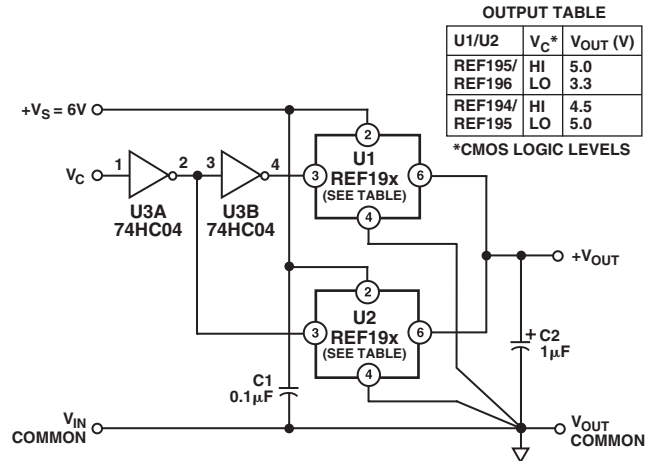 OUTPUT TABLE
U1/U2 VC* VOUT (V)
REF195/ HI 5.0
REF196 LO 3.3
REF194/ HI 4.5
REF195 LO 5.0
*CMOS LOGIC LEVELS
+VS = 6V
2
U1
VC 1 2 3 4 3 REF19x 6
(SEE TABLE)
U3A U3B
74HC04 74HC04
4
+VOUT
2
U2
3 REF19x 6
(SEE TABLE)
+ C2
1µF
4
C1
0.1µF
VIN
COMMON
VOUT
COMMON